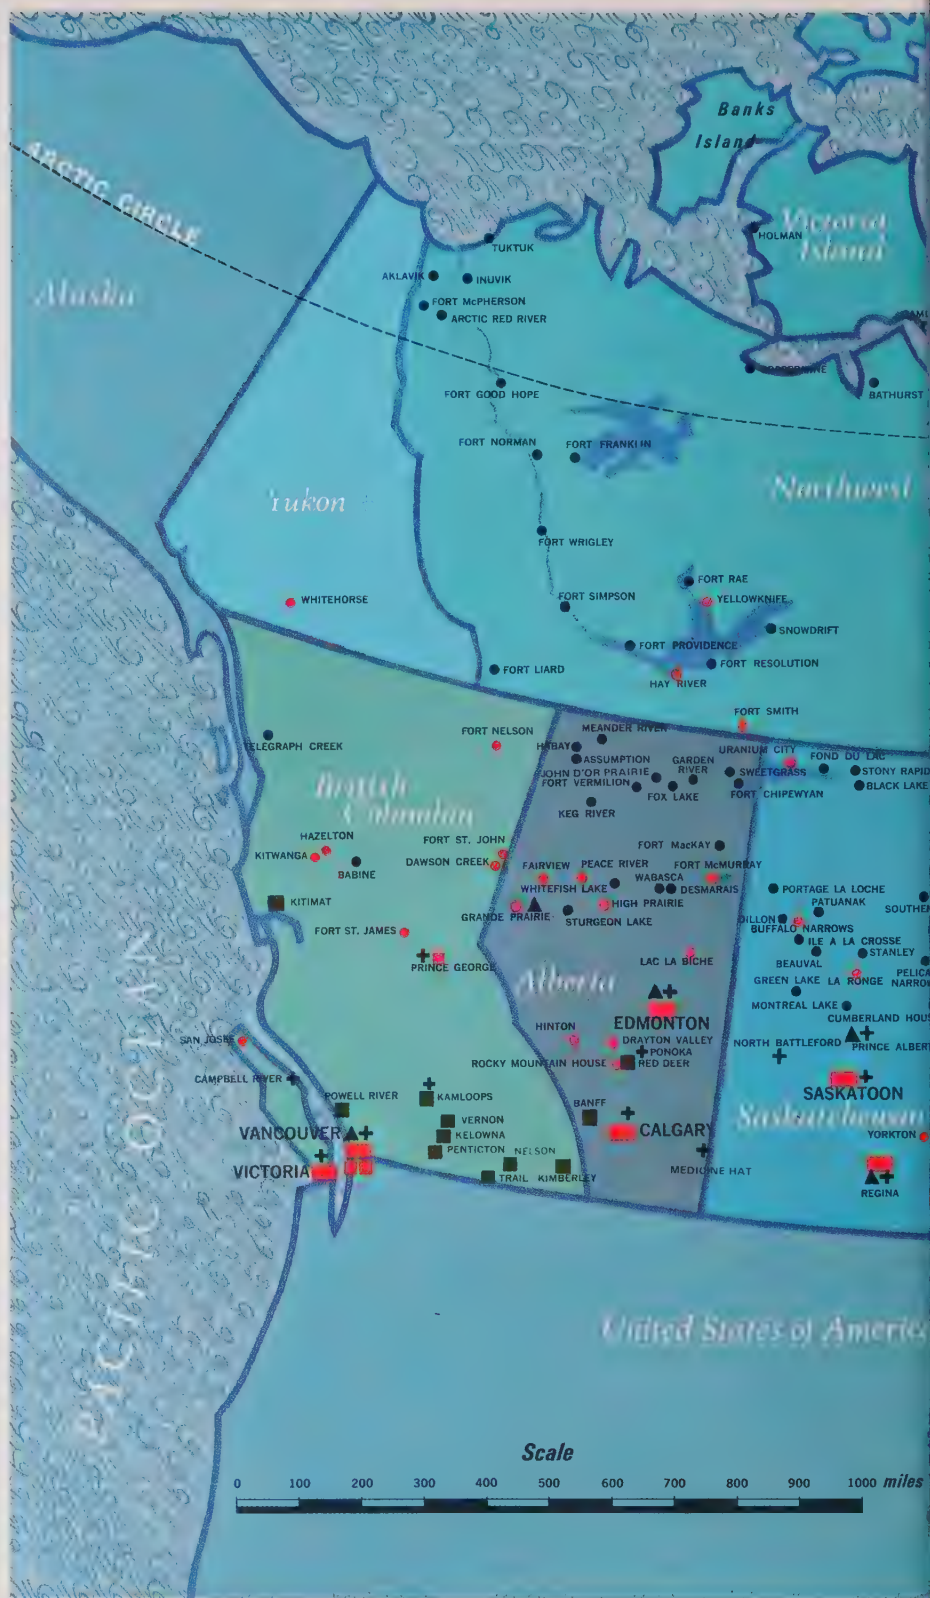 Banks
Island
ARCTIC CIRCLE
Victoria
Island
HOLMAN
TUKTUK
Alaska
AKLAVIK
INUVIK
FORT McPHERSON
ARCTIC RED RIVER
COPPERMINE
BATHURST
FORT GOOD HOPE
FORT NORMAN
FORT FRANKLIN
Northwest
Yukon
FORT WRIGLEY
FORT RAE
FORT SIMPSON
YELLOWKNIFE
WHITEHORSE
SNOWDRIFT
FORT PROVIDENCE
FORT LIARD
FORT RESOLUTION
HAY RIVER
FORT SMITH
FORT NELSON
MEANDER RIVER
TELEGRAPH CREEK
HABAY
URANIUM CITY
FOND DU LAC
ASSUMPTION
GARDEN
RIVER
JOHN D'OR PRAIRIE
SWEETGRASS
STONY RAPID
FORT VERMILION
FOX LAKE
FORT CHIPEWYAN
BLACK LAKE
British
Columbia
KEG RIVER
HAZELTON
FORT ST. JOHN
FORT MacKAY
KITWANGA
BABINE
DAWSON CREEK
FAIRVIEW
PEACE RIVER
FORT McMURRAY
WHITEFISH LAKE
WABASCA
DESMARAIS
PORTAGE LA LOCHE
KITIMAT
GRANDE PRAIRIE
HIGH PRAIRIE
PATUANAK
SOUTHEN
STURGEON LAKE
DILLON
BUFFALO NARROWS
FORT ST. JAMES
ILE A LA CROSSE
PRINCE GEORGE
LAC LA BICHE
BEAUVAL
STANLEY
Alberta
GREEN LAKE
LA RONGE
PELICA
NARROW
MONTREAL LAKE
CUMBERLAND HOUS
HINTON
EDMONTON
SAN JOSEE
DRAYTON VALLEY
NORTH BATTLEFORD
PRINCE ALBERT
PONOKA
ROCKY MOUNTAIN HOUSE
RED DEER
CAMPBELL RIVER
SASKATOON
POWELL RIVER
KAMLOOPS
BANFF
Saskatchewan
VERNON
VANCOUVER
KELOWNA
CALGARY
YORKTON
PENTICTON
NELSON
VICTORIA
TRAIL
KIMBERLEY
MEDICINE HAT
REGINA
PACIFIC OCEAN
United States of America
Scale
0 100 200 300 400 500 600 700 800 900 1000 miles